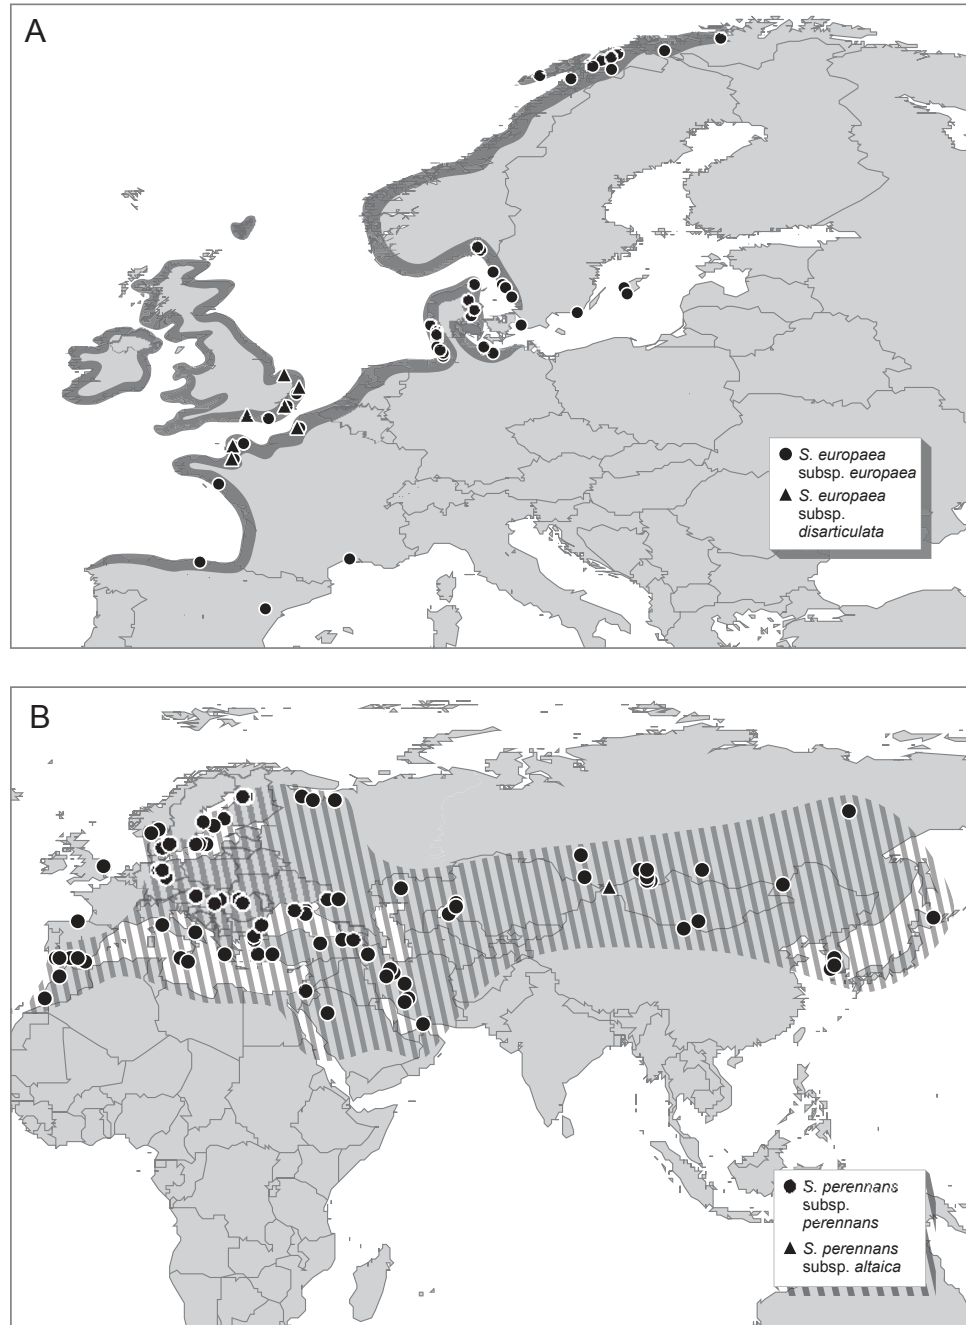 A
S. europaea
subsp. europaea
S. europaea
subsp.
disarticulata
B
S. perennans
subsp.
perennans
S. perennans
subsp. altaica